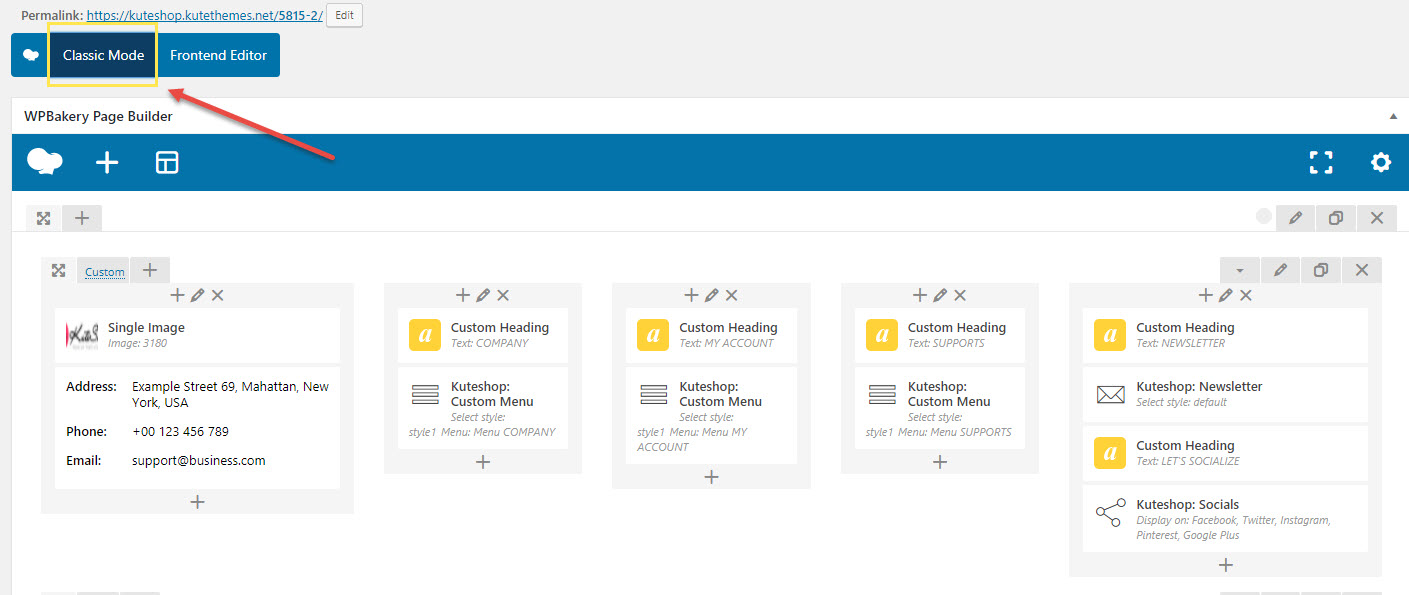 Permalink: https://kuteshop.kutethemes.net/5815-2/ Edit
Classic Mode Frontend Editor
WPBakery Page Builder
Custom
Single Image
Image: 3180
Address: Example Street 69, Mahattan, New
York, USA
Phone: +00 123 456 789
Email: support@business.com
a Custom Heading
Text: COMPANY
Kuteshop:
Custom Menu
Select style:
style1 Menu: Menu COMPANY
a Custom Heading
Text: MY ACCOUNT
Kuteshop:
Custom Menu
Select style:
style1 Menu: Menu MY
ACCOUNT
a Custom Heading
Text: SUPPORTS
Kuteshop:
Custom Menu
Select style:
style1 Menu: Menu SUPPORTS
a Custom Heading
Text: NEWSLETTER
Kuteshop: Newsletter
Select style: default
a Custom Heading
Text: LET'S SOCIALIZE
Kuteshop: Socials
Display on: Facebook, Twitter, Instagram,
Pinterest, Google Plus